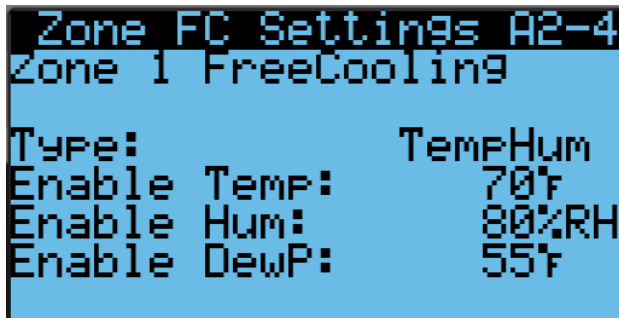 Zone FC Settings A2-4
Zone 1 FreeCooling
Type: TempHum
Enable Temp: 70°F
Enable Hum: 80%RH
Enable DewP: 55°F